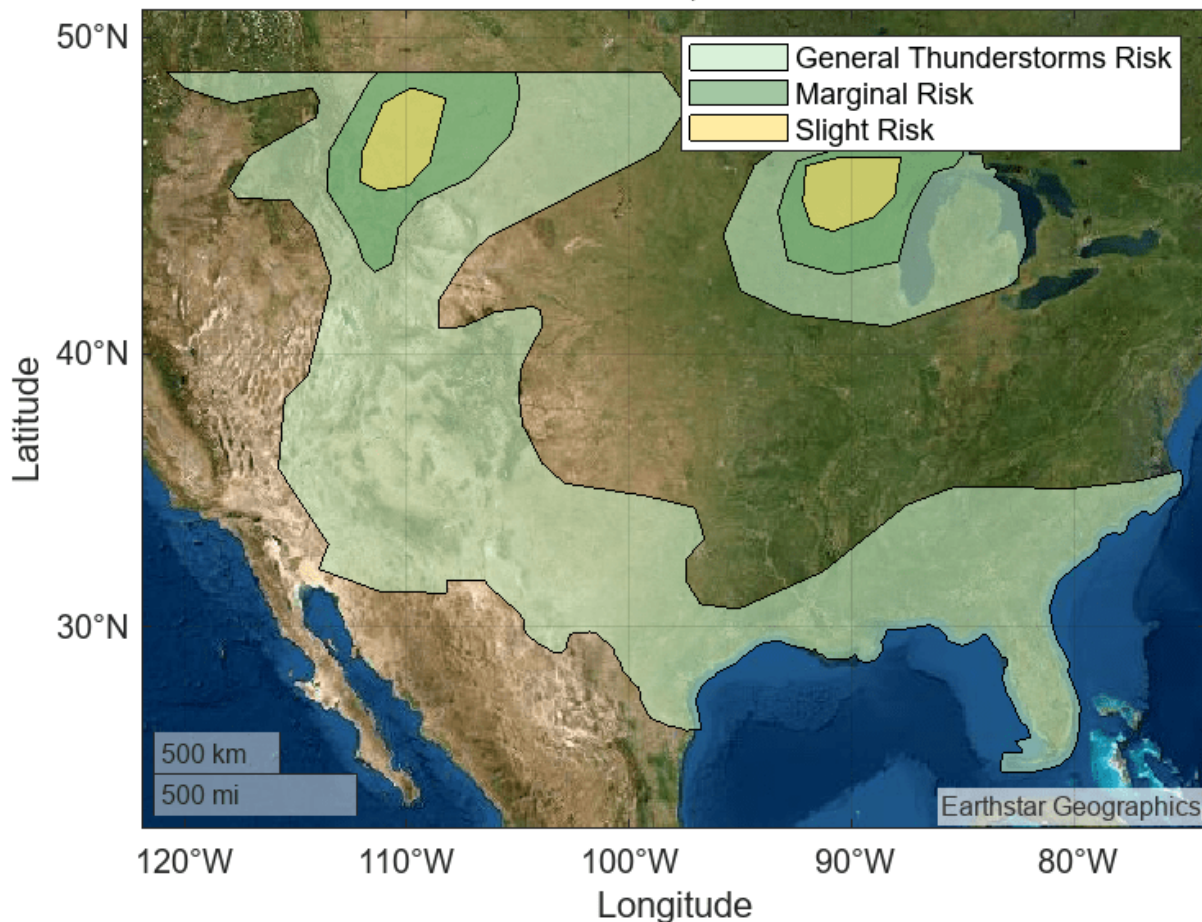 50°N
40°N
30°N
Latitude
General Thunderstorms Risk
Marginal Risk
Slight Risk
500 km
500 mi
Earthstar Geographics
120°W 110°W 100°W 90°W 80°W
Longitude